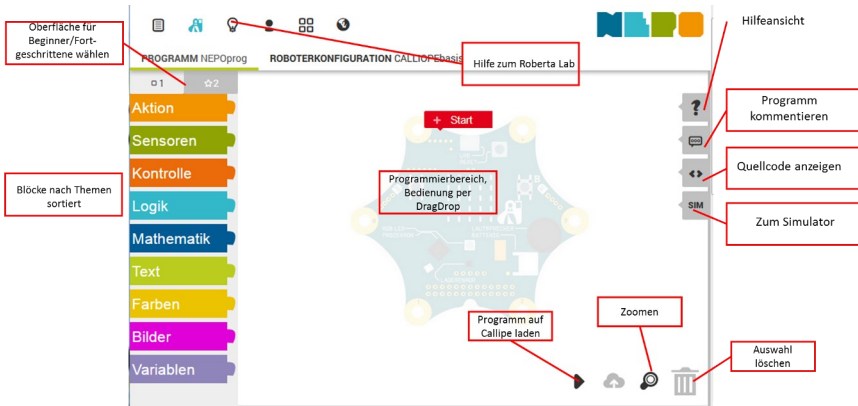 Oberfläche für
Beginner/Fort-
geschrittene wählen
NEPO
Hilfeansicht
PROGRAMM NEPOprog
ROBOTERKONFIGURATION CALLIOPEbasis
Hilfe zum Roberta Lab
1
2
Aktion
Sensoren
Kontrolle
Logik
Mathematik
Text
Farben
Bilder
Variablen
Blöcke nach Themen
sortiert
+ Start
Programmierbereich,
Bedienung per
DragDrop
?
SIM
Programm
kommentieren
Quellcode anzeigen
Zum Simulator
Programm auf
Callipe laden
Zoomen
Auswahl
löschen